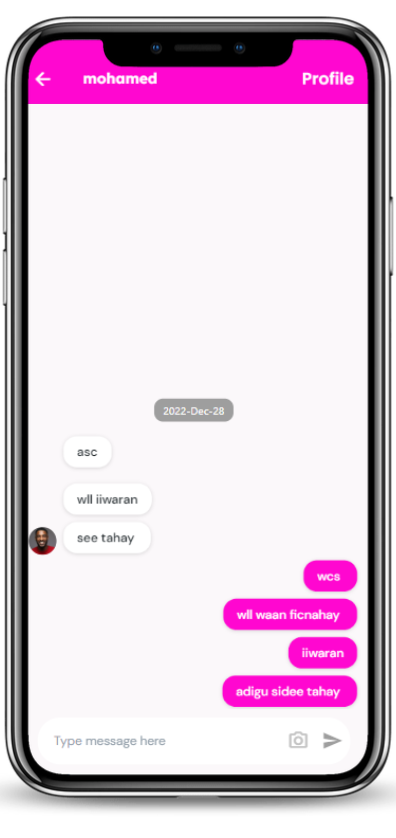 mohamed Profile
2022-Dec-28
asc
wll iiwaran
see tahay
wcs
wll waan ficnahay
iiwaran
adigu sidee tahay
Type message here